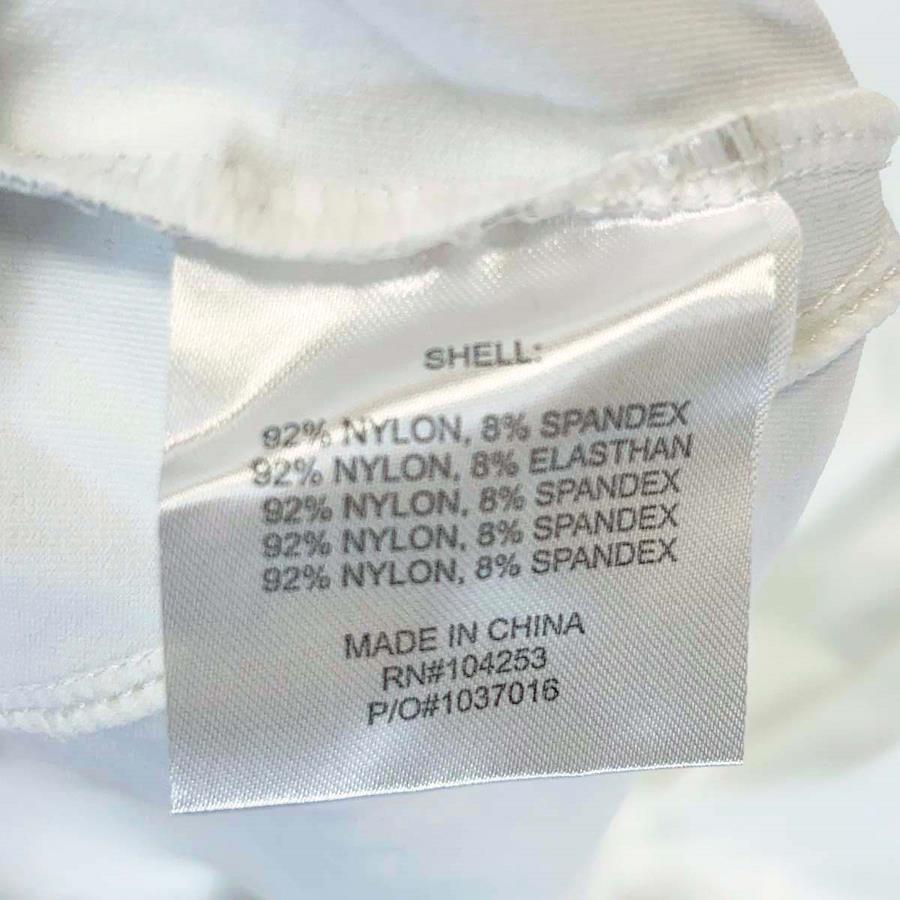 SHELL:
92% NYLON, 8% SPANDEX
92% NYLON, 8% ELASTHAN
92% NYLON, 8% SPANDEX
92% NYLON, 8% SPANDEX
92% NYLON, 8% SPANDEX
MADE IN CHINA
RN#104253
P/O#1037016